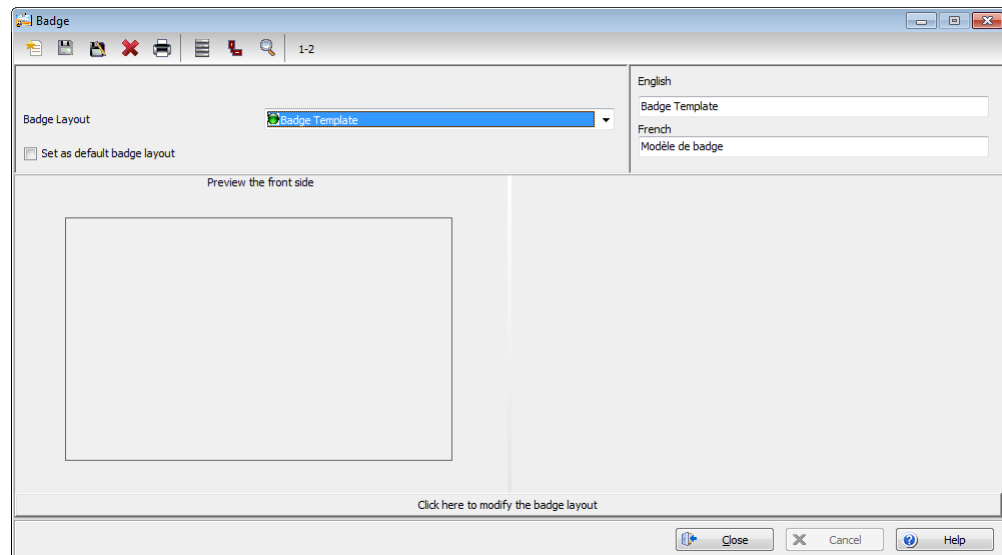 Badge
1-2
English
Badge Template
Badge Layout
Badge Template
French
Modèle de badge
Set as default badge layout
Preview the front side
Click here to modify the badge layout
Close
Cancel
Help